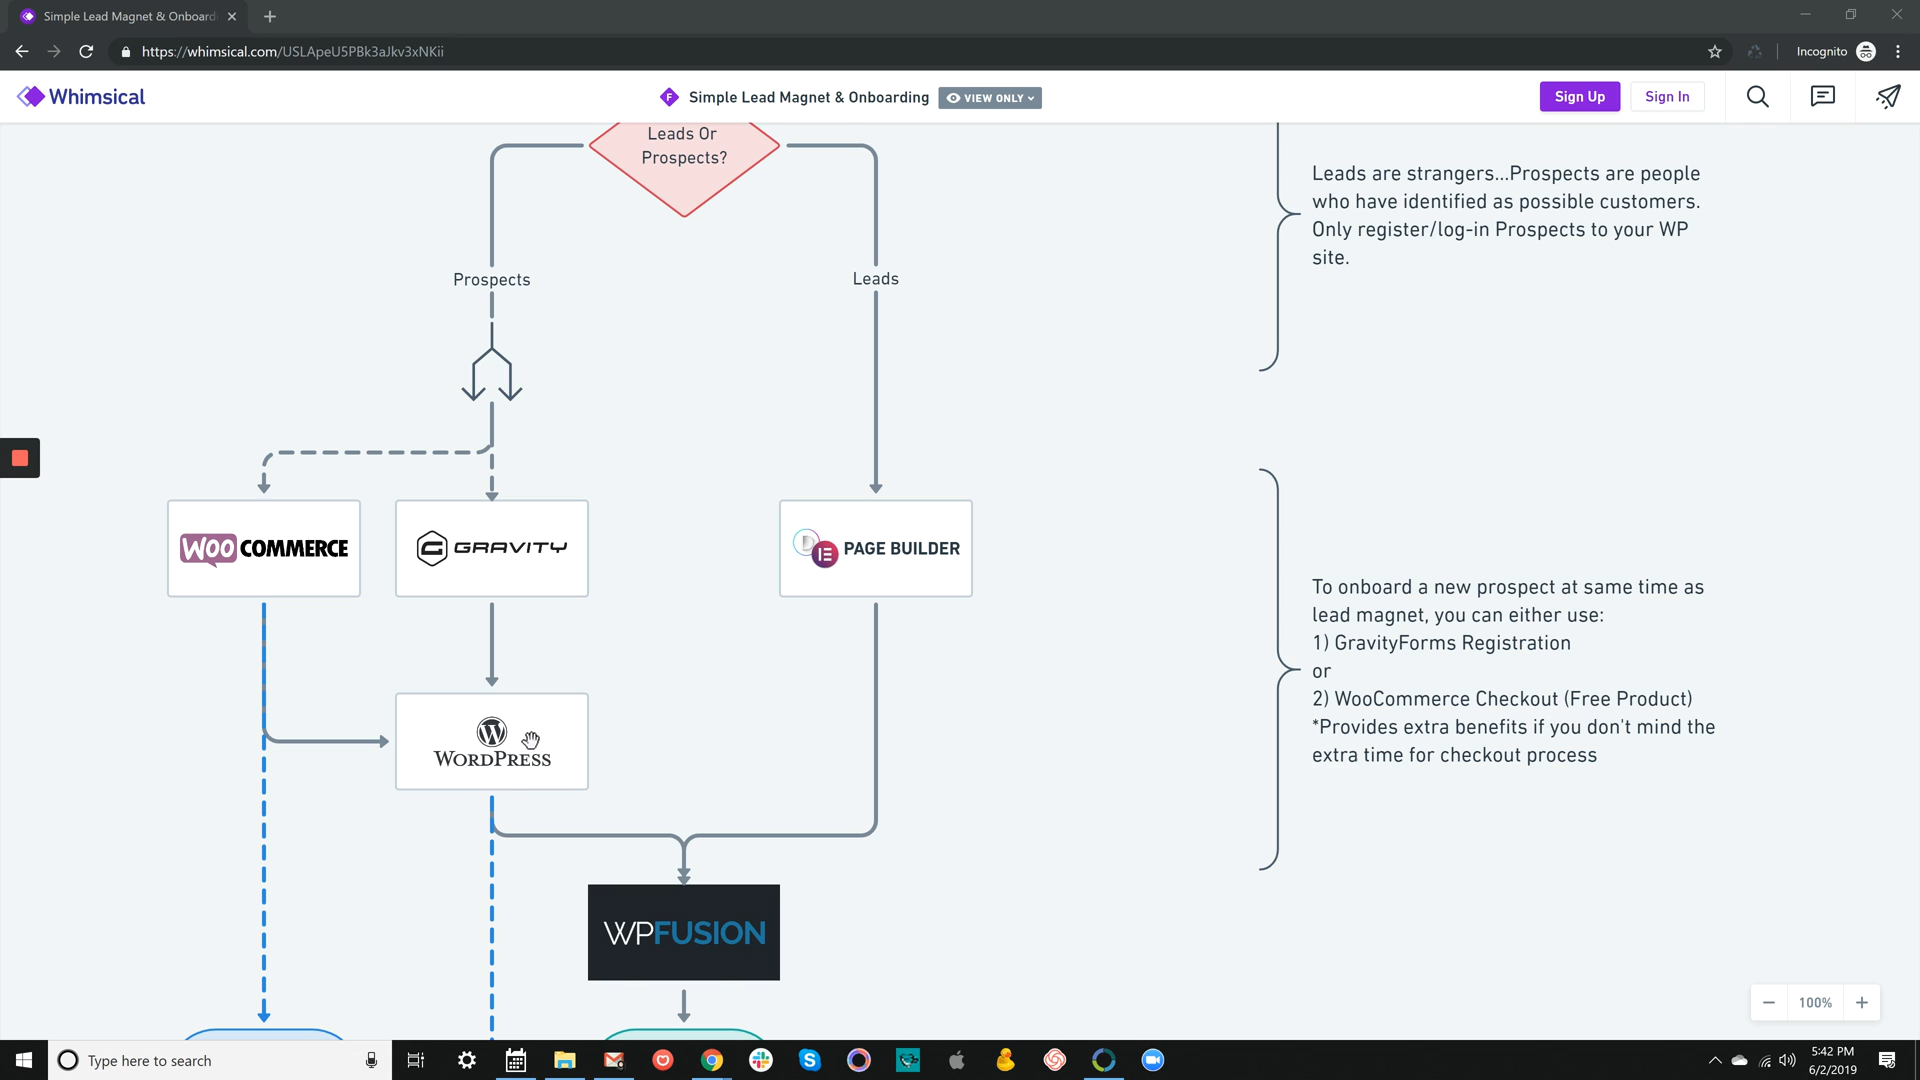 Simple Lead Magnet & Onboard
https://whimsical.com/USLApeU5PBk3aJkv3xNKii
Incognito
Whimsical
Simple Lead Magnet & Onboarding
VIEW ONLY
Sign Up
Sign In
Leads Or
Prospects?
Leads are strangers...Prospects are people
who have identified as possible customers.
Only register/log-in Prospects to your WP
site.
Prospects
Leads
WOO COMMERCE
GRAVITY
PAGE BUILDER
To onboard a new prospect at same time as
lead magnet, you can either use:
1) GravityForms Registration
or
2) WooCommerce Checkout (Free Product)
*Provides extra benefits if you don't mind the
extra time for checkout process
WORDPRESS
WPFUSION
100%
Type here to search
5:42 PM
6/2/2019